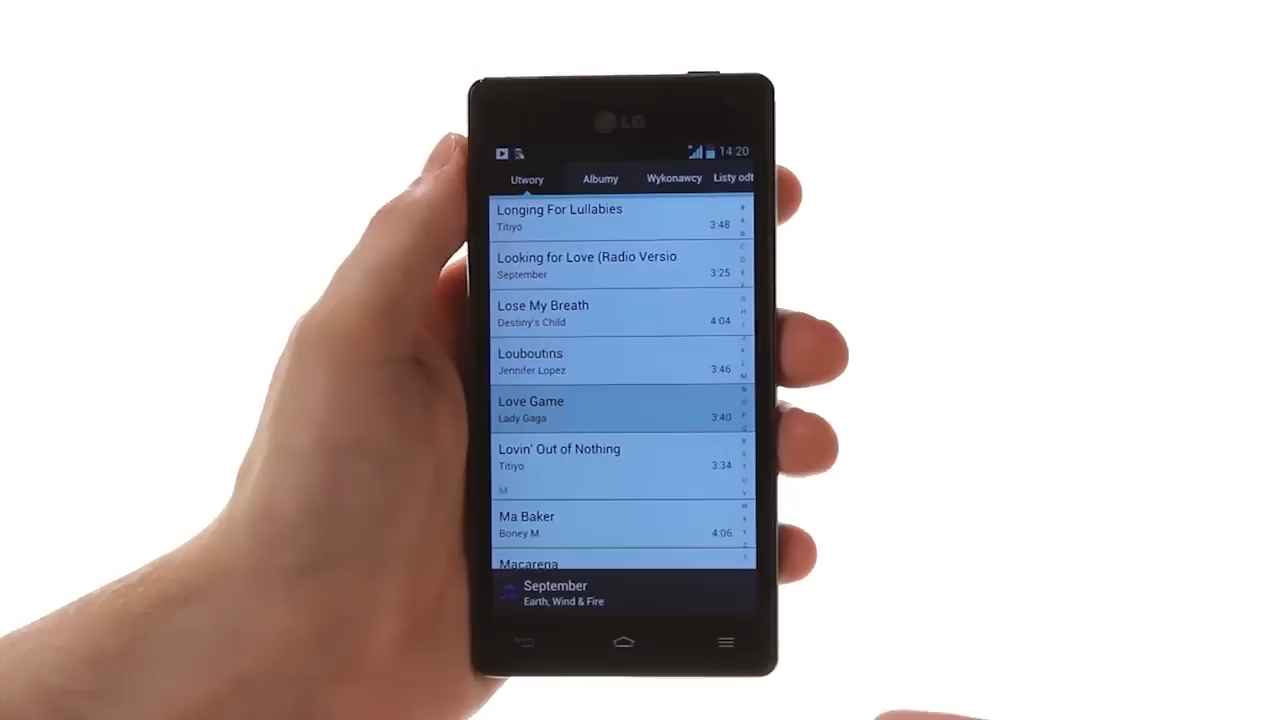 LG
14:20
Utwory Albumy Wykonawcy Listy odt
Longing For Lullabies
Titiyo 3:48
Looking for Love (Radio Versio
September 3:25
Lose My Breath
Destiny's Child 4:04
Louboutins
Jennifer Lopez 3:46
Love Game
Lady Gaga 3:40
Lovin' Out of Nothing
Titiyo 3:34
M
Ma Baker
Boney M 4:06
Macarena
September
Earth, Wind & Fire